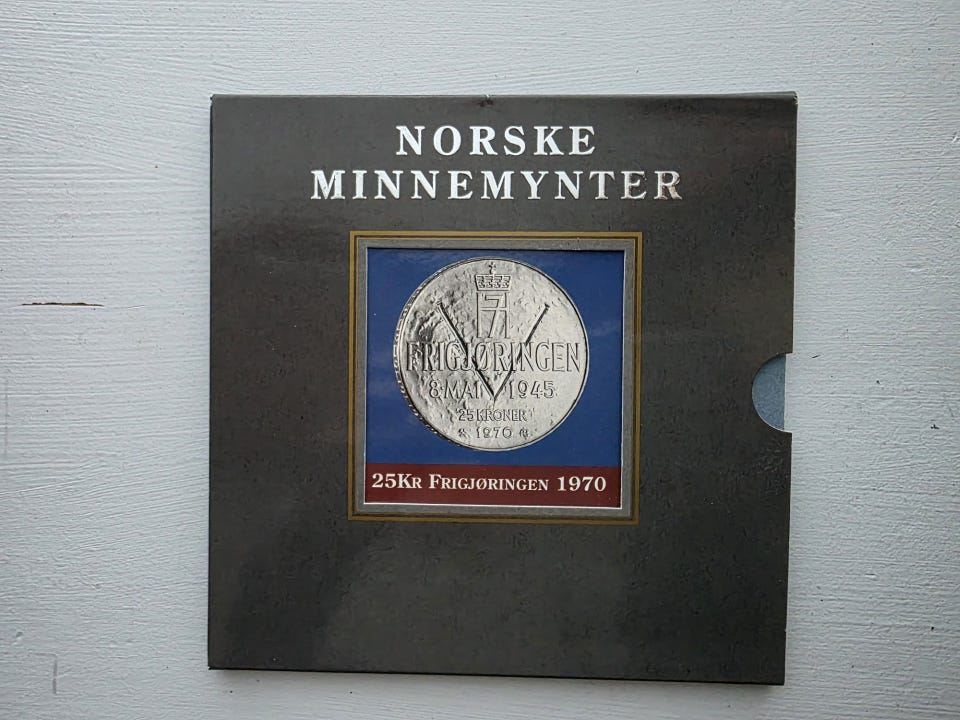 NORSKE
MINNEMYNTER
FRIGJØRINGEN
8·MAI 1945
25 KRONER
1970
25KR FRIGJØRINGEN 1970